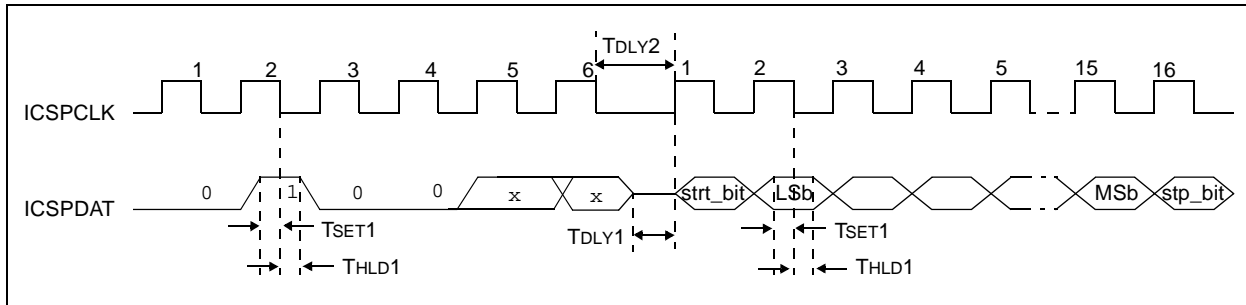 TDLY2
1 2 3 4 5 6 1 2 3 4 5 15 16
ICSPCLK
ICSPDAT 0 1 0 0 x x strt_bit LSb MSb stp_bit
TSET1 TDLY1 TSET1
THLD1 THLD1